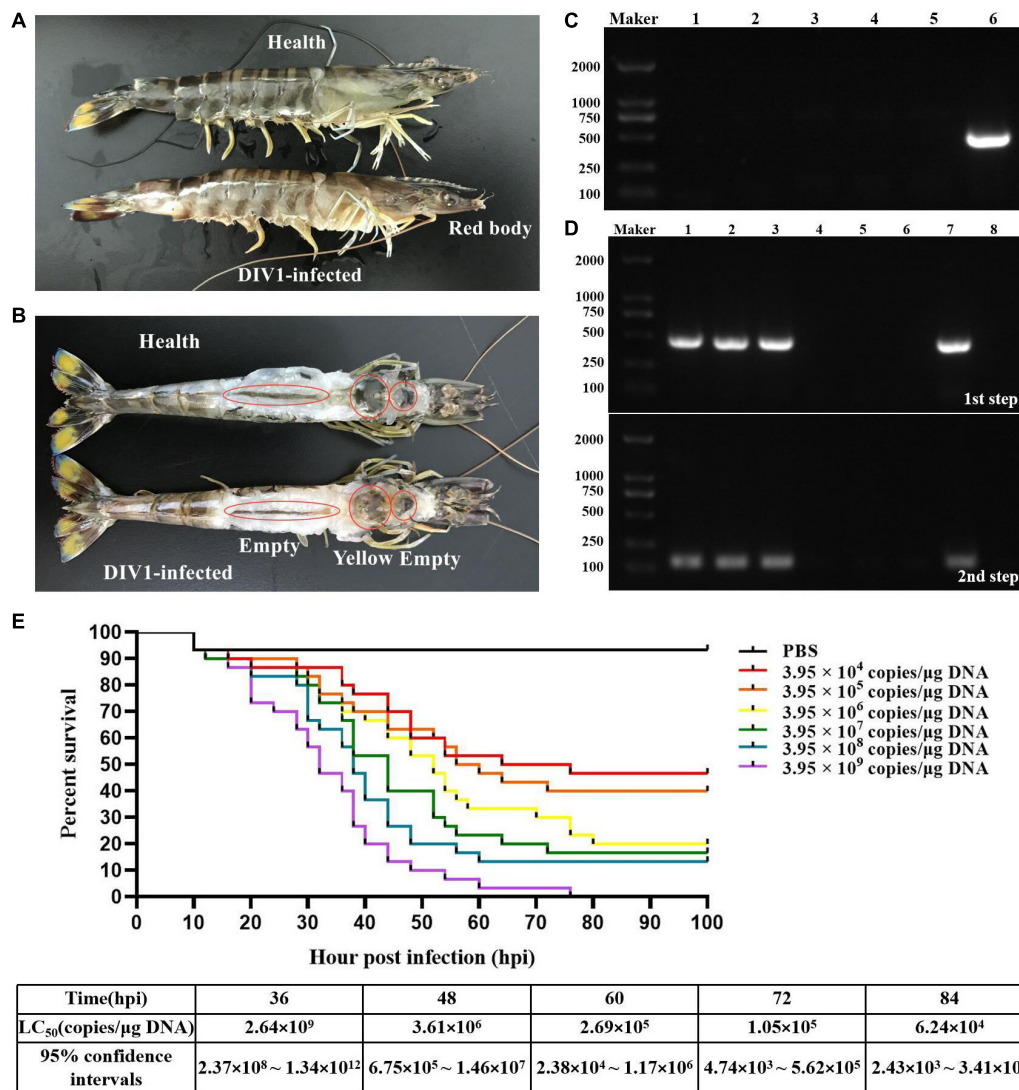 A
Health
Red body
DIV1-infected
B
Health
Empty
Yellow Empty
DIV1-infected
C
Maker 1 2 3 4 5 6
2000
1000
750
500
250
100
D
Maker 1 2 3 4 5 6 7 8
2000
1000
750
500
250
100
1st step
2000
1000
750
500
250
100
2nd step
E
Percent survival
100
90
80
70
60
50
40
30
20
10
0
0 10 20 30 40 50 60 70 80 90 100
Hour post infection (hpi)
PBS
3.95 × 10⁴ copies/μg DNA
3.95 × 10⁵ copies/μg DNA
3.95 × 10⁶ copies/μg DNA
3.95 × 10⁷ copies/μg DNA
3.95 × 10⁸ copies/μg DNA
3.95 × 10⁹ copies/μg DNA
Time(hpi) 36 48 60 72 84
LC₅₀(copies/μg DNA) 2.64×10⁹ 3.61×10⁶ 2.69×10⁵ 1.05×10⁵ 6.24×10⁴
95% confidence
intervals 2.37×10⁸ ~ 1.34×10¹² 6.75×10⁵ ~ 1.46×10⁷ 2.38×10⁴ ~ 1.17×10⁶ 4.74×10³ ~ 5.62×10⁵ 2.43×10³ ~ 3.41×10